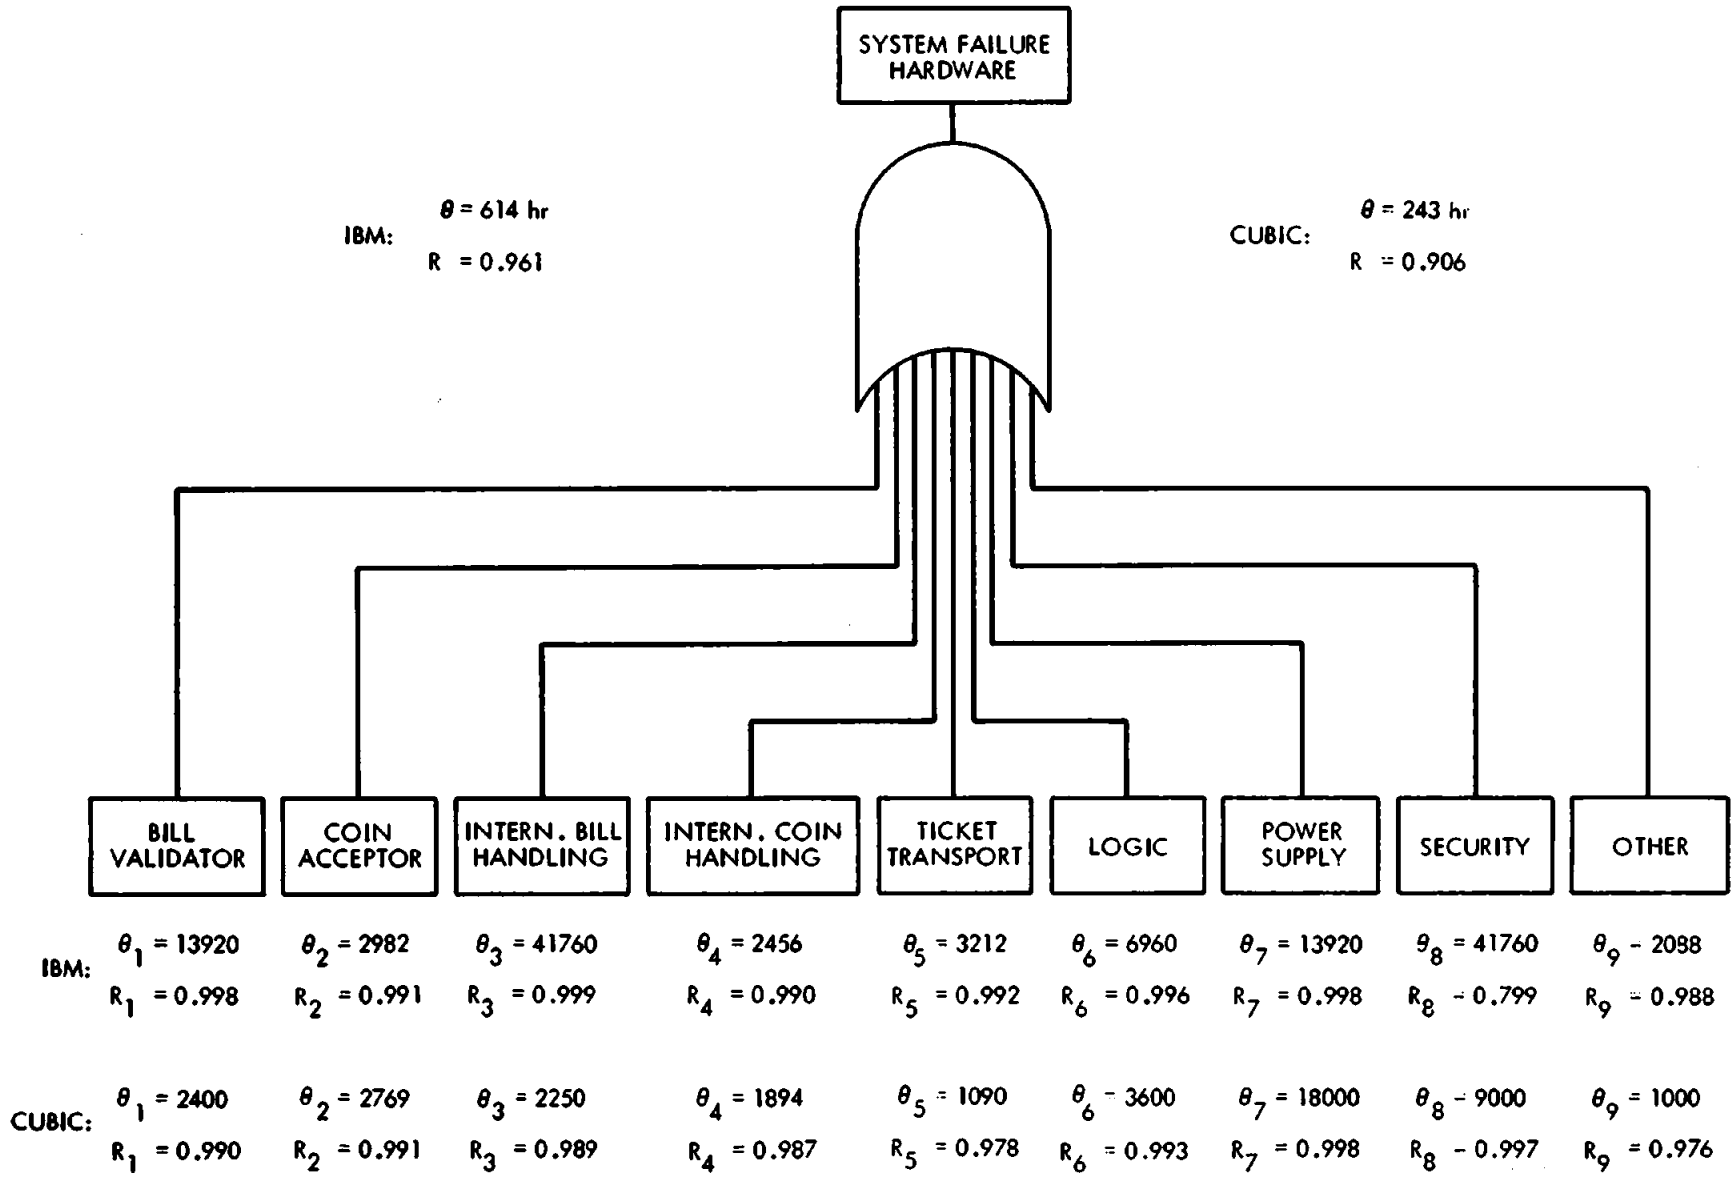 SYSTEM FAILURE
HARDWARE
θ = 614 hr
IBM:
R = 0.961
θ = 243 hr
CUBIC:
R = 0.906
BILL
VALIDATOR
COIN
ACCEPTOR
INTERN. BILL
HANDLING
INTERN. COIN
HANDLING
TICKET
TRANSPORT
LOGIC
POWER
SUPPLY
SECURITY
OTHER
IBM:
θ1 = 13920 θ2 = 2982 θ3 = 41760 θ4 = 2456 θ5 = 3212 θ6 = 6960 θ7 = 13920 θ8 = 41760 θ9 - 2088
R1 = 0.998 R2 = 0.991 R3 = 0.999 R4 = 0.990 R5 = 0.992 R6 = 0.996 R7 = 0.998 R8 - 0.799 R9 = 0.988
CUBIC:
θ1 = 2400 θ2 = 2769 θ3 = 2250 θ4 = 1894 θ5 = 1090 θ6 - 3600 θ7 = 18000 θ8 - 9000 θ9 = 1000
R1 = 0.990 R2 = 0.991 R3 = 0.989 R4 = 0.987 R5 = 0.978 R6 = 0.993 R7 = 0.998 R8 - 0.997 R9 = 0.976